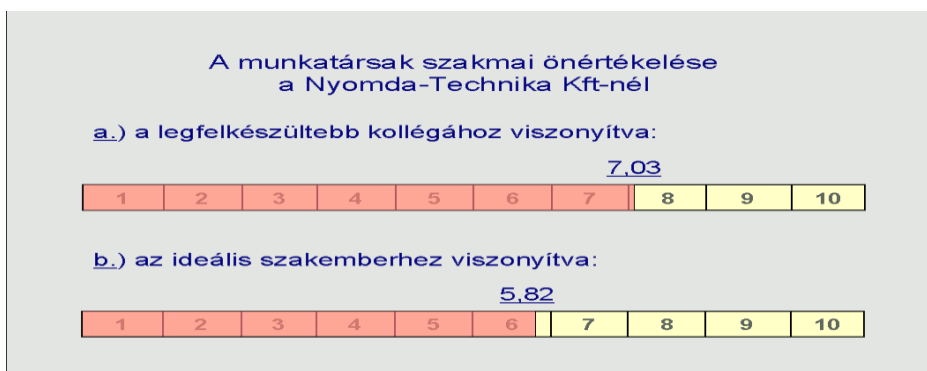 A munkatársak szakmai önértékelése
a Nyomda-Technika Kft-nél
a.) a legfelkészültebb kollégához viszonyítva:
7,03
1 2 3 4 5 6 7 8 9 10
b.) az ideális szakemberhez viszonyítva:
5,82
1 2 3 4 5 6 7 8 9 10